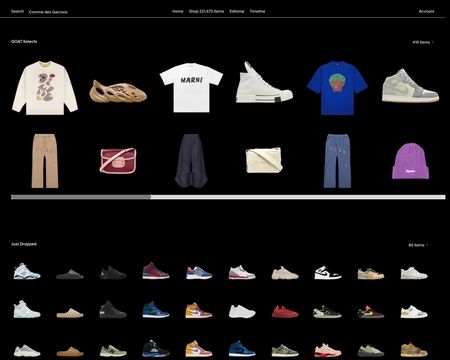 Search Comme des Garcons Home Shop 221,673 items Editorial Timeline Account
GOAT Selects 419 items
MARNI
Just Dropped 85 items